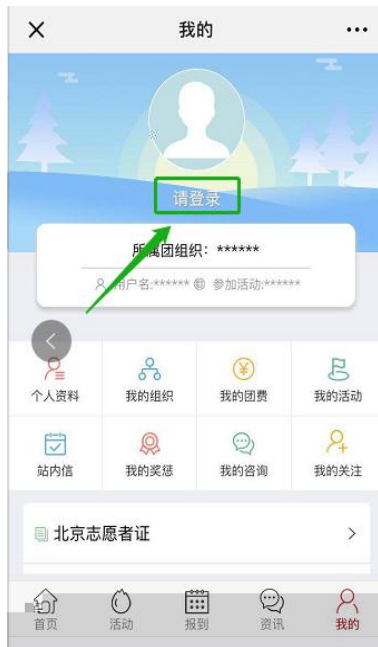 我的
请登录
所属团组织：******
用户名:****** 参加活动:******
个人资料 我的组织 我的团费 我的活动
站内信 我的奖惩 我的咨询 我的关注
北京志愿者证
首页 活动 报到 资讯 我的